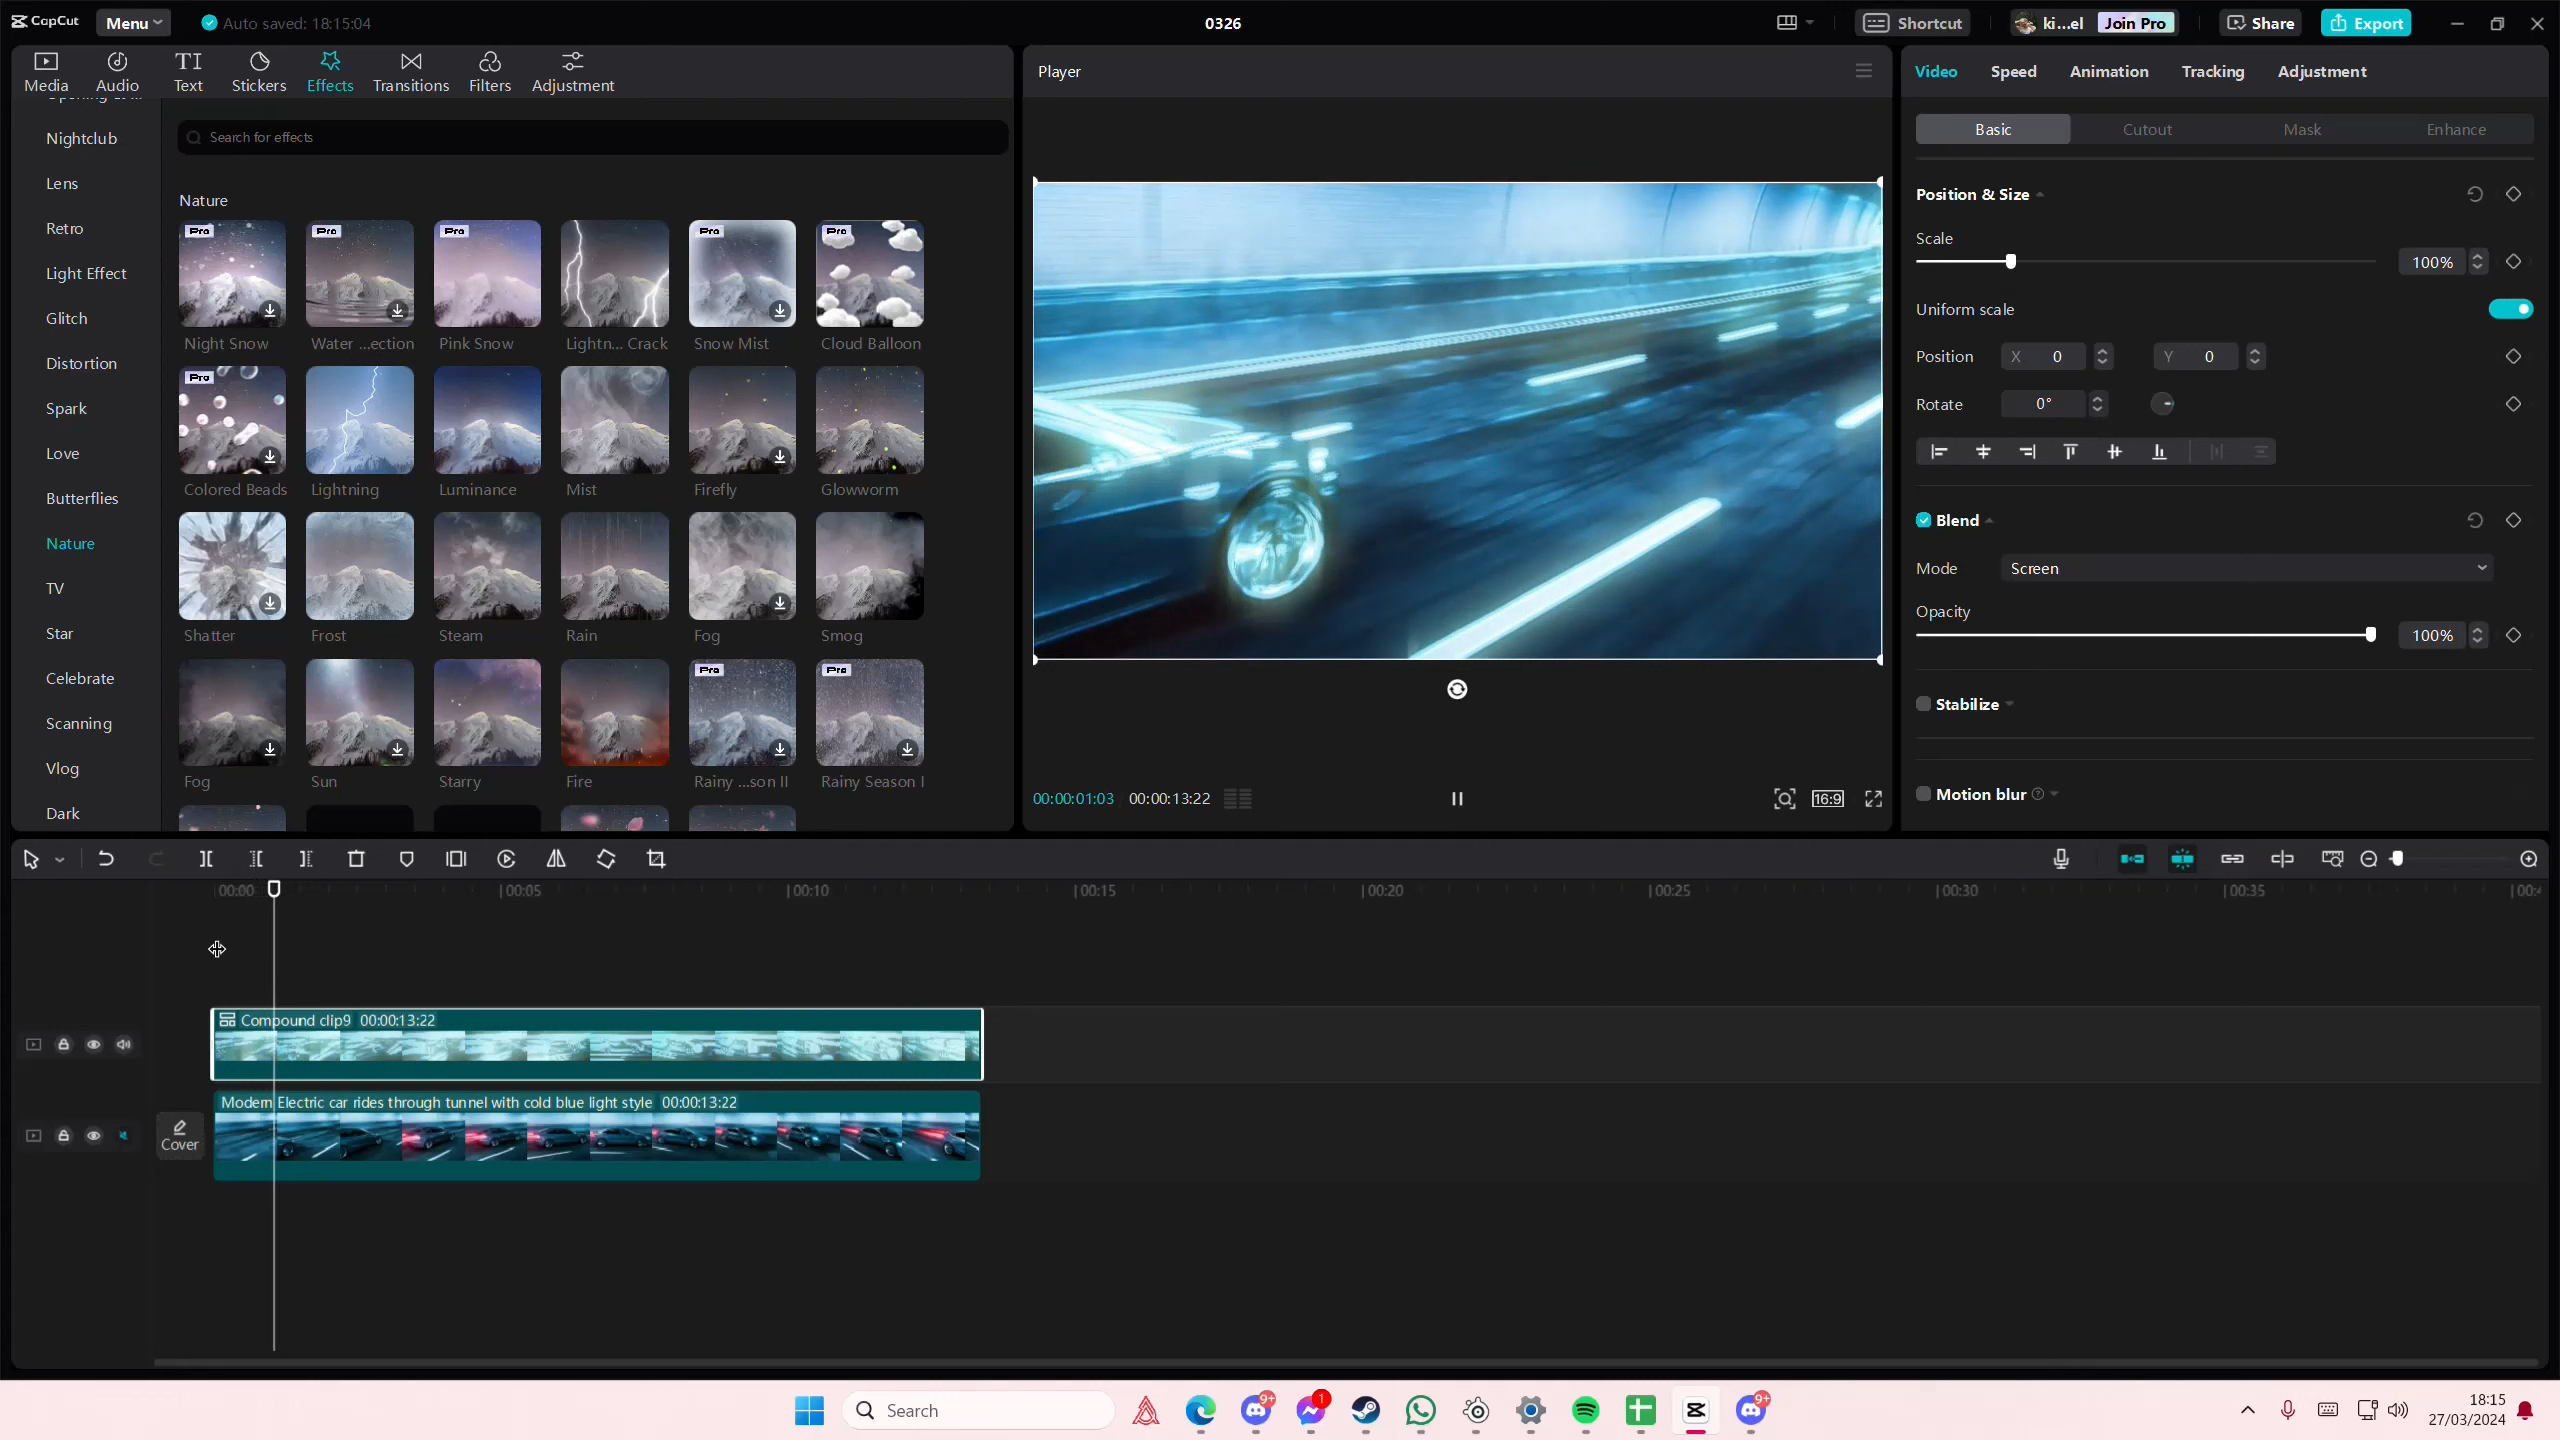 CapCut
Menu
Auto saved: 18:15:04
0326
Shortcut
ki...el
Join Pro
Share
Export
Media
Audio
Text
Stickers
Effects
Transitions
Filters
Adjustment
Nightclub
Lens
Retro
Light Effect
Glitch
Distortion
Spark
Love
Butterflies
Nature
TV
Star
Celebrate
Scanning
Vlog
Dark
Search for effects
Nature
Pro
Pro
Pro
Pro
Pro
Night Snow
Water ...ection
Pink Snow
Lightn... Crack
Snow Mist
Cloud Balloon
Pro
Colored Beads
Lightning
Luminance
Mist
Firefly
Glowworm
Shatter
Frost
Steam
Rain
Fog
Smog
Pro
Pro
Fog
Sun
Starry
Fire
Rainy ...son II
Rainy Season I
Player
00:00:01:03
00:00:13:22
16:9
Video
Speed
Animation
Tracking
Adjustment
Basic
Cutout
Mask
Enhance
Position & Size
Scale
100%
Uniform scale
Position
X 0
Y 0
Rotate
0°
Blend
Mode
Screen
Opacity
100%
Stabilize
Motion blur
00:00
00:05
00:10
00:15
00:20
00:25
00:30
00:35
Compound clip9 00:00:13:22
Modern Electric car rides through tunnel with cold blue light style 00:00:13:22
Cover
Search
9+
1
9+
18:15
27/03/2024